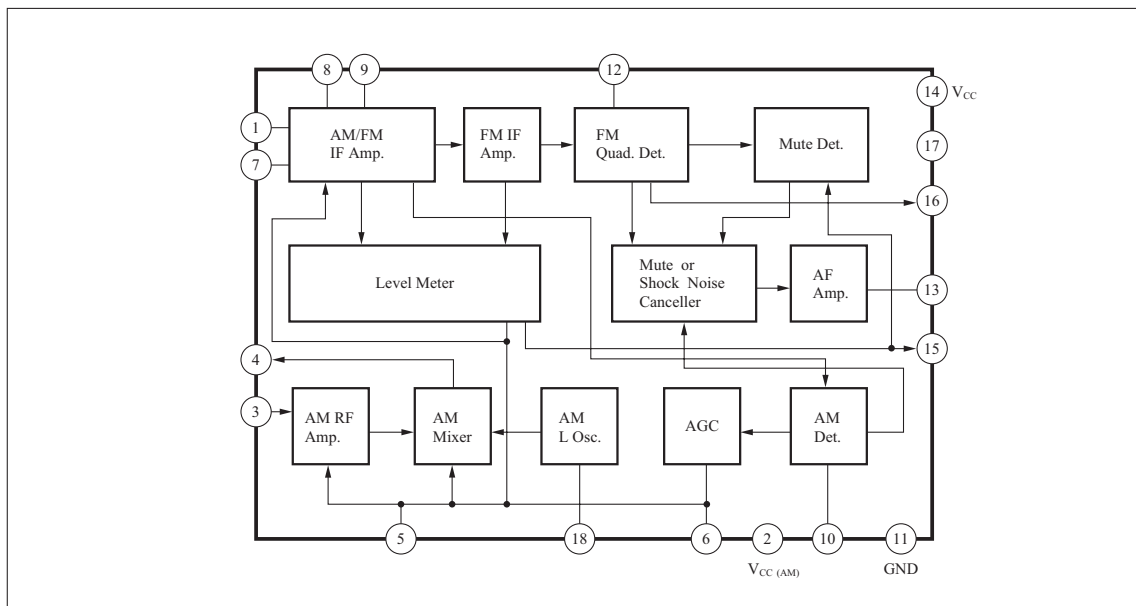 8
9
12
14 VCC
1
AM/FM
IF Amp.
FM IF
Amp.
FM
Quad. Det.
Mute Det.
17
7
16
Level Meter
Mute or
Shock Noise
Canceller
AF
Amp.
13
4
15
3
AM RF
Amp.
AM
Mixer
AM
L Osc.
AGC
AM
Det.
5
18
6
2
10
11
VCC (AM)
GND